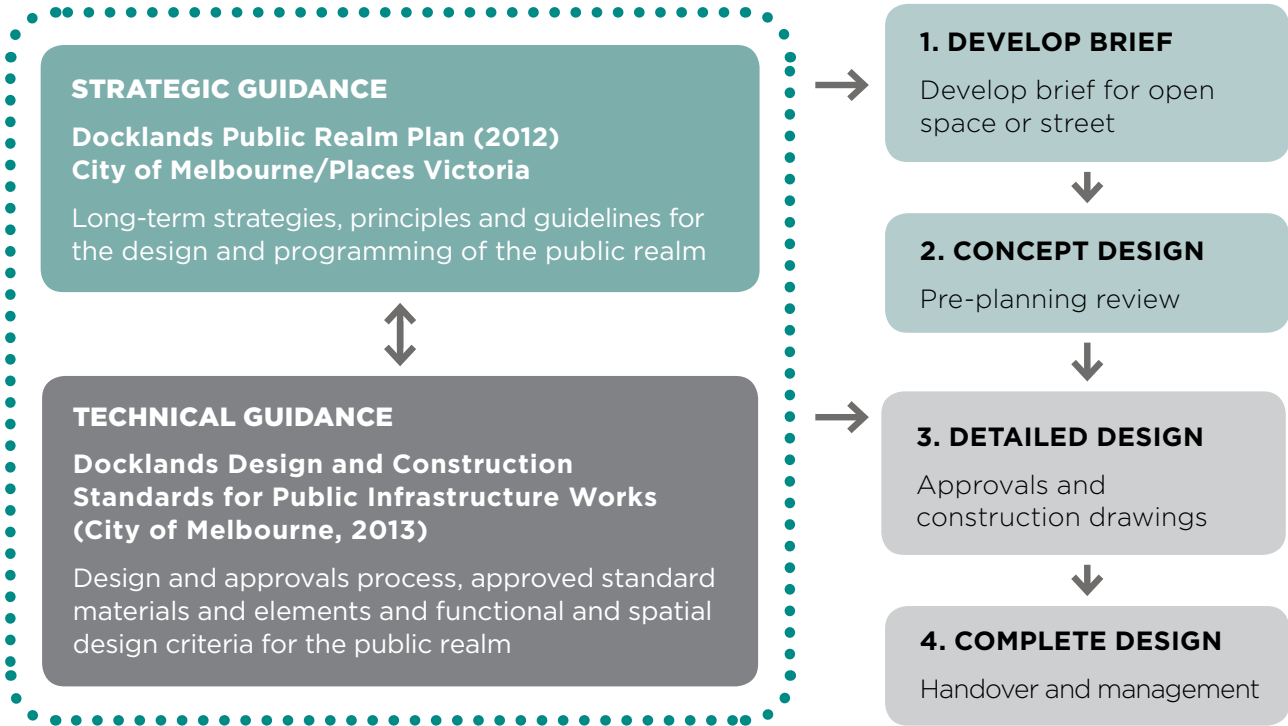 STRATEGIC GUIDANCE
Docklands Public Realm Plan (2012)
City of Melbourne/Places Victoria
Long-term strategies, principles and guidelines for
the design and programming of the public realm
TECHNICAL GUIDANCE
Docklands Design and Construction
Standards for Public Infrastructure Works
(City of Melbourne, 2013)
Design and approvals process, approved standard
materials and elements and functional and spatial
design criteria for the public realm
1. DEVELOP BRIEF
Develop brief for open
space or street
2. CONCEPT DESIGN
Pre-planning review
3. DETAILED DESIGN
Approvals and
construction drawings
4. COMPLETE DESIGN
Handover and management